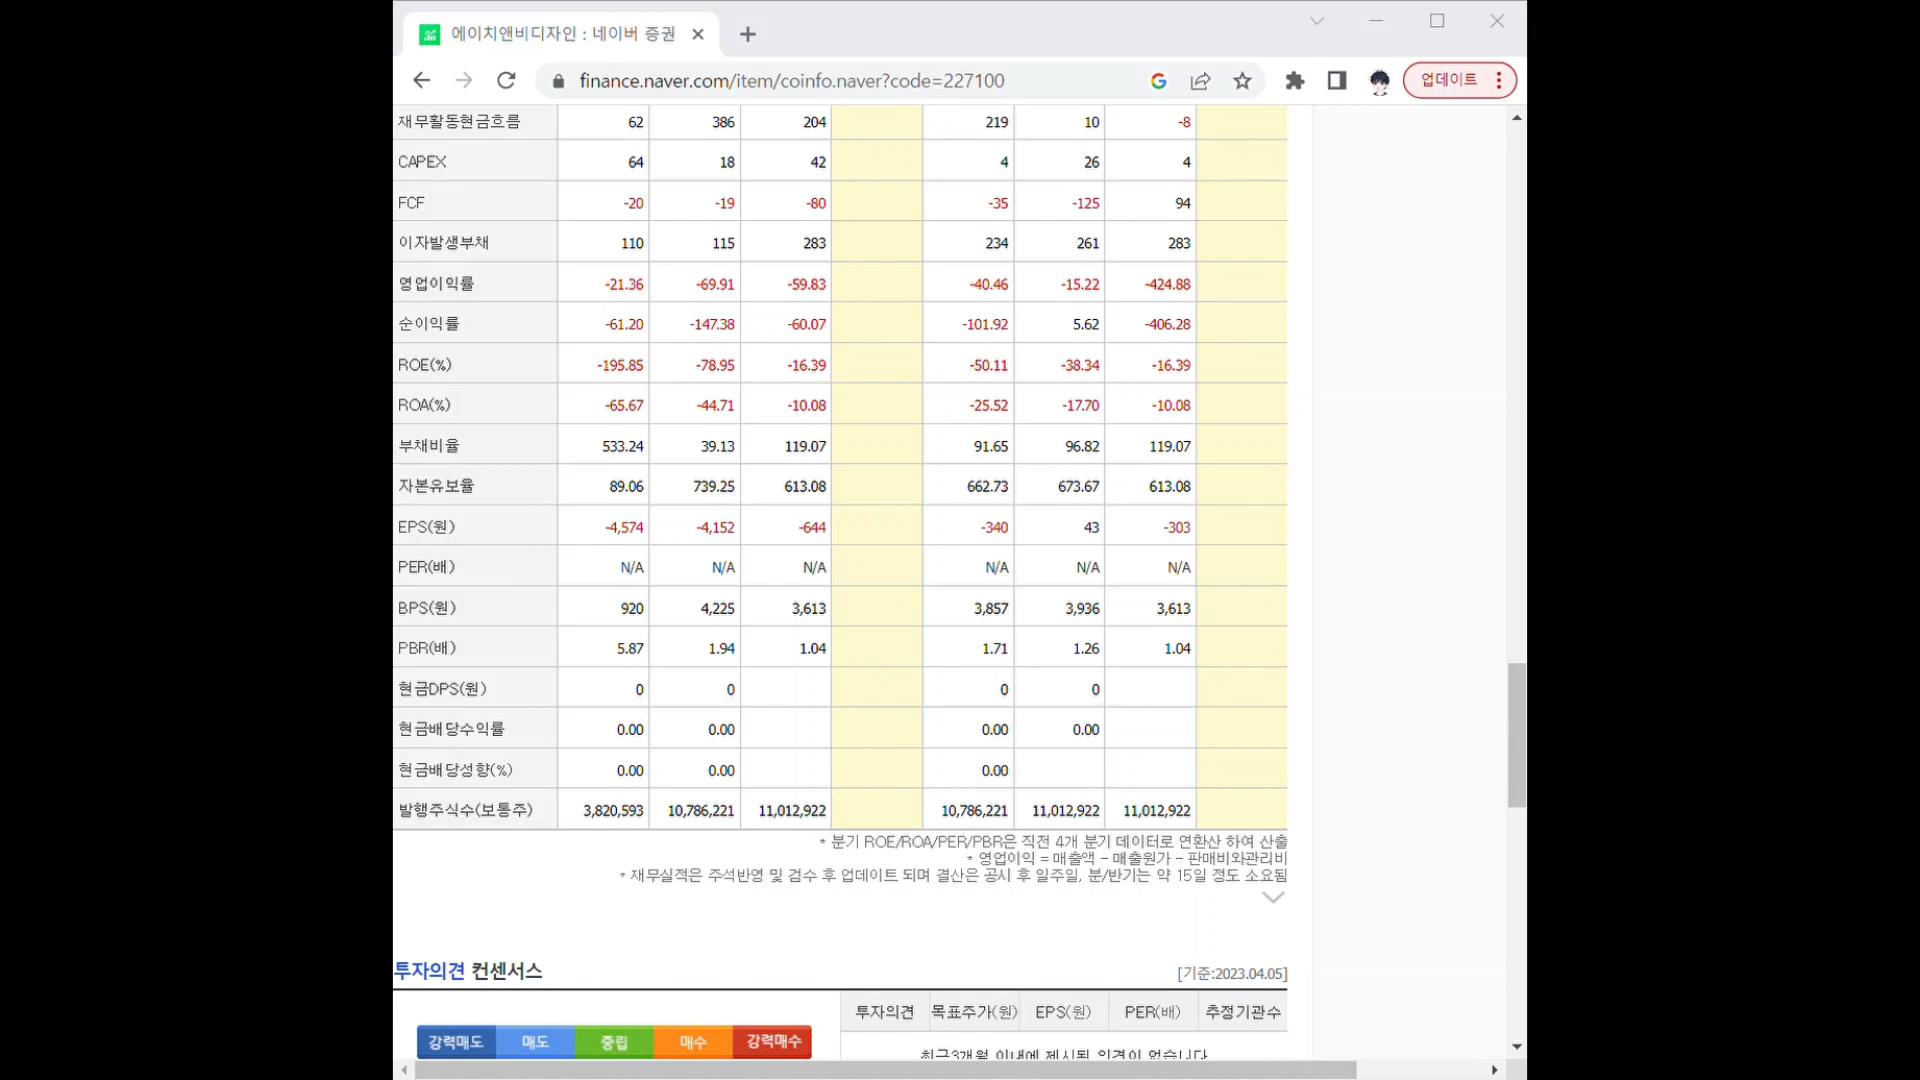 에이치앤비디자인 : 네이버 증권
finance.naver.com/item/coinfo.naver?code=227100
업데이트
재무활동현금흐름 62 386 204 219 10 -8
CAPEX 64 18 42 4 26 4
FCF -20 -19 -80 -35 -125 94
이자발생부채 110 115 283 234 261 283
영업이익률 -21.36 -69.91 -59.83 -40.46 -15.22 -424.88
순이익률 -61.20 -147.38 -60.07 -101.92 5.62 -406.28
ROE(%) -195.85 -78.95 -16.39 -50.11 -38.34 -16.39
ROA(%) -65.67 -44.71 -10.08 -25.52 -17.70 -10.08
부채비율 533.24 39.13 119.07 91.65 96.82 119.07
자본유보율 89.06 739.25 613.08 662.73 673.67 613.08
EPS(원) -4,574 -4,152 -644 -340 43 -303
PER(배) N/A N/A N/A N/A N/A N/A
BPS(원) 920 4,225 3,613 3,857 3,936 3,613
PBR(배) 5.87 1.94 1.04 1.71 1.26 1.04
현금DPS(원) 0 0 0 0
현금배당수익률 0.00 0.00 0.00 0.00
현금배당성향(%) 0.00 0.00 0.00
발행주식수(보통주) 3,820,593 10,786,221 11,012,922 10,786,221 11,012,922 11,012,922
* 분기 ROE/ROA/PER/PBR은 직전 4개 분기 데이터로 연환산 하여 산출
* 영업이익 = 매출액 - 매출원가 - 판매비와관리비
* 재무실적은 주석반영 및 검수 후 업데이트 되며 결산은 공시 후 일주일, 분/반기는 약 15일 정도 소요됨
투자의견 컨센서스 [기준:2023.04.05]
투자의견 목표주가(원) EPS(원) PER(배) 추정기관수
강력매도 매도 중립 매수 강력매수
최근3개월 이내에 제시된 의견이 없습니다